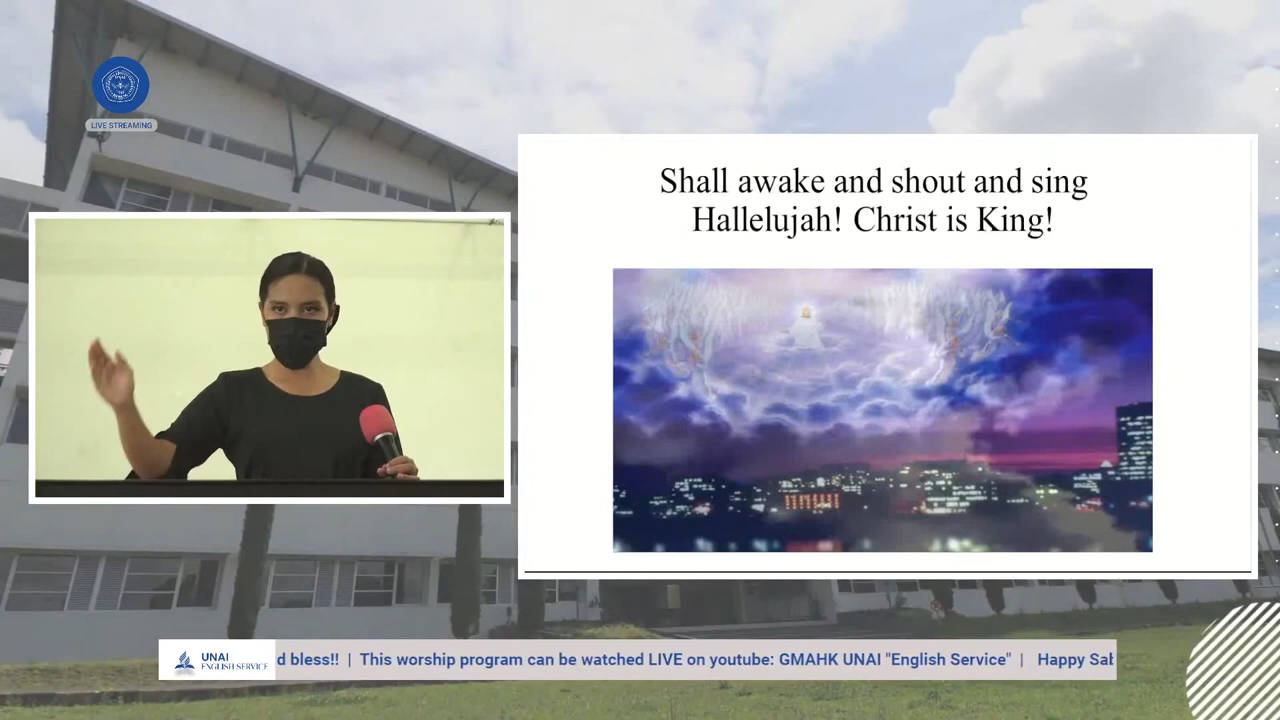 LIVE STREAMING
Shall awake and shout and sing
Hallelujah! Christ is King!
UNAI
ENGLISH SERVICE
d bless!! | This worship program can be watched LIVE on youtube: GMAHK UNAI "English Service" | Happy Sab